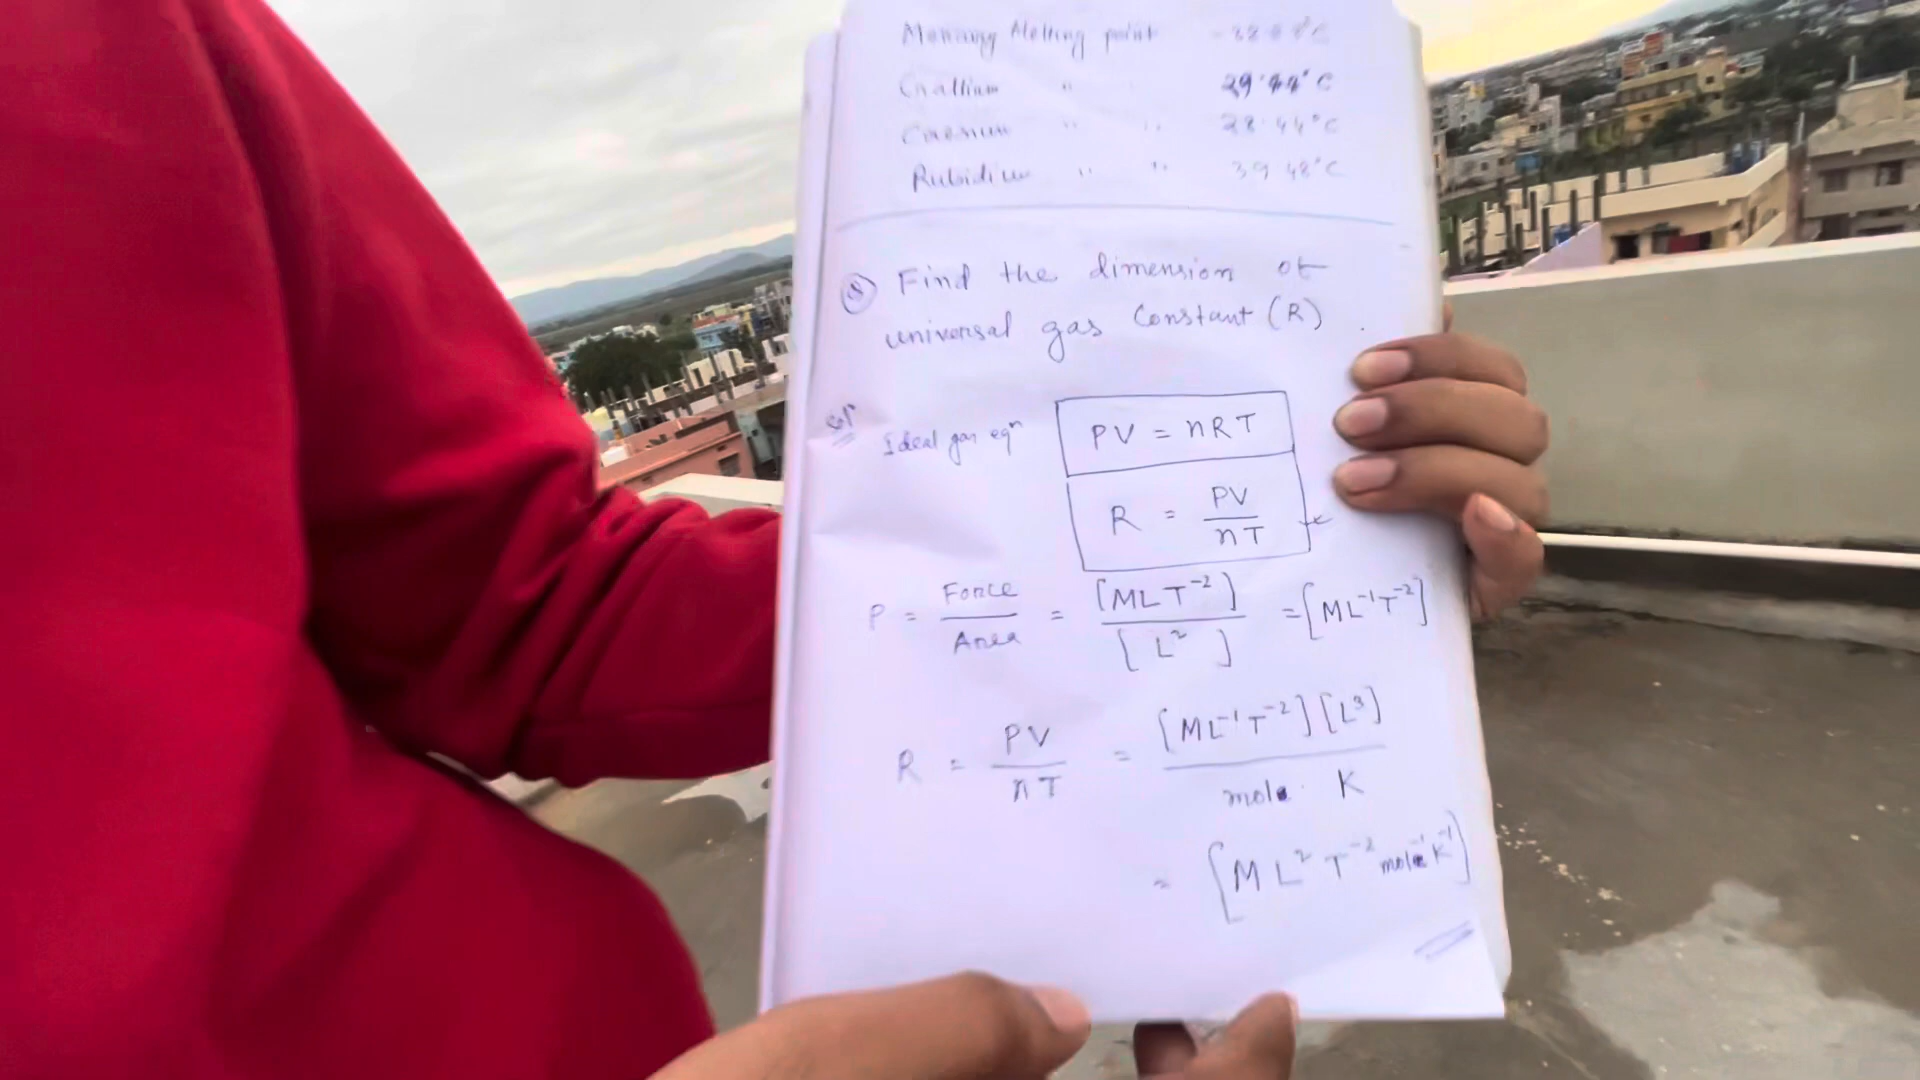 Mercury Melting point -38.8°C
Gallium " " 29.44°C
Caesium " " 28.44°C
Rubidium " " 39.48°C
Q Find the dimension of
universal gas constant (R)
Solⁿ
Ideal gas eqⁿ PV = nRT
R = PV/nT
P = Force/Area = [MLT⁻²]/[L²] = [ML⁻¹T⁻²]
R = PV/nT = [ML⁻¹T⁻²][L³]/mole. K
= [ML²T⁻² mole⁻¹K⁻¹]